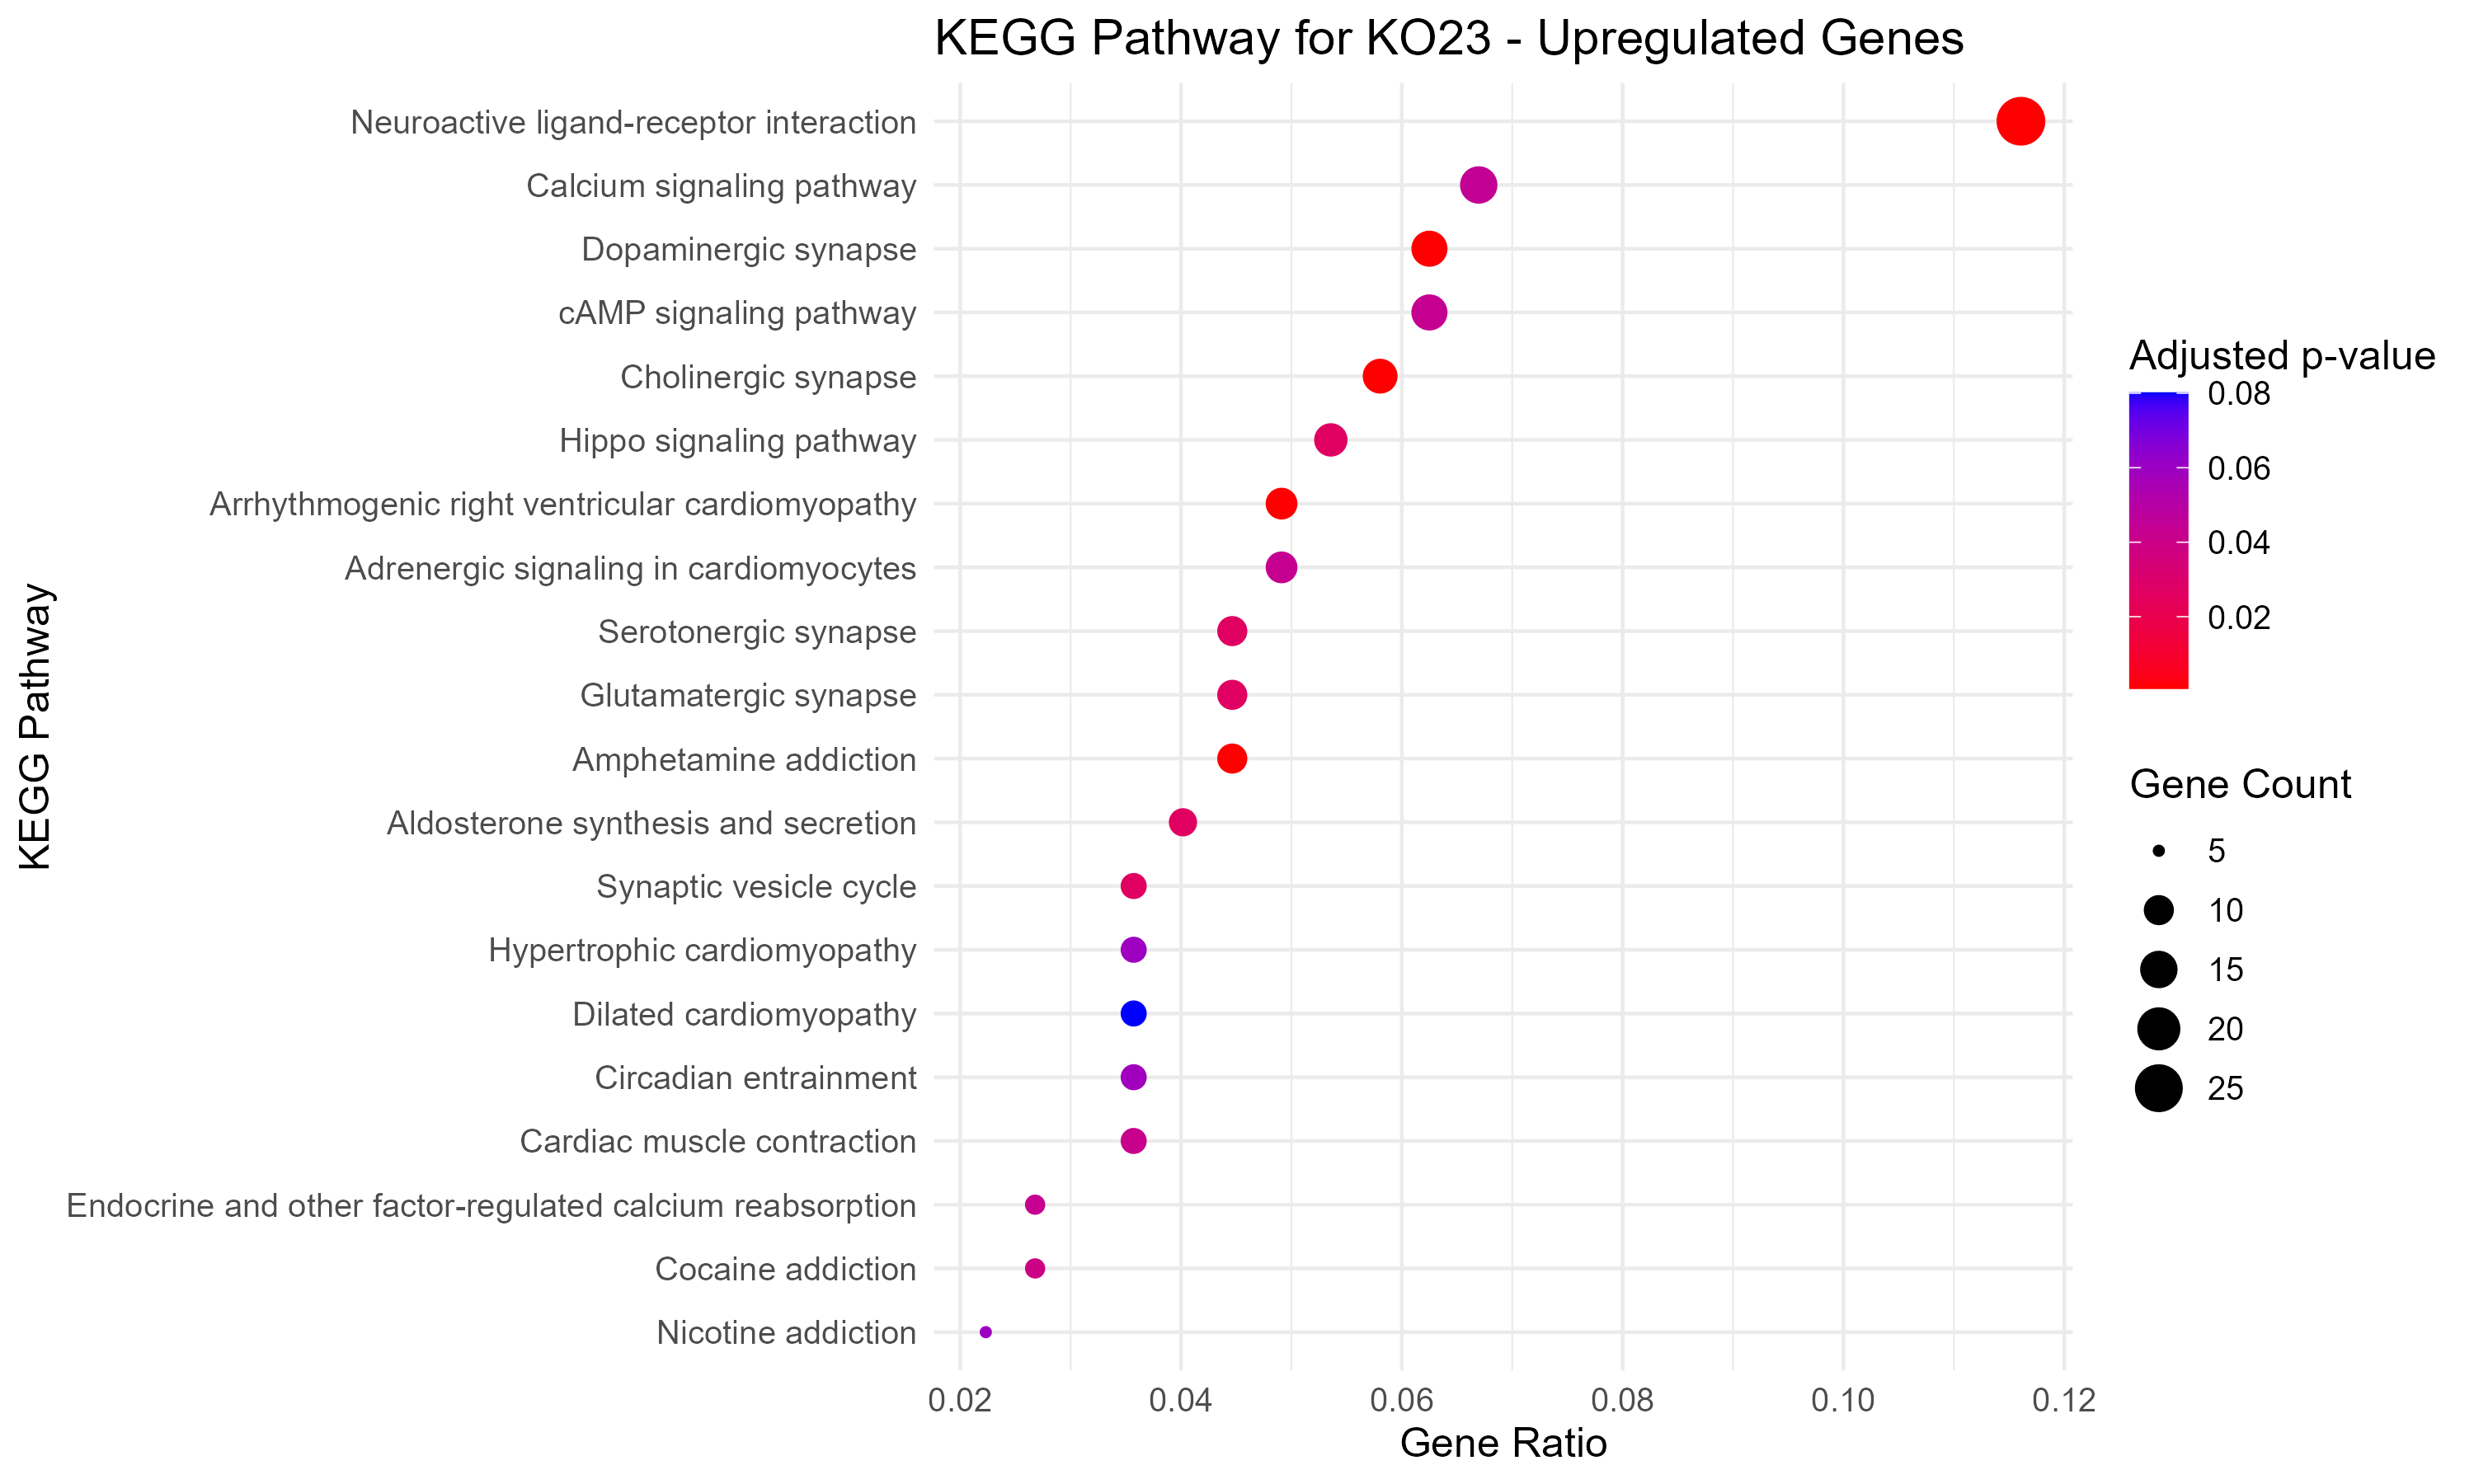 KEGG Pathway for KO23 - Upregulated Genes
KEGG Pathway
Neuroactive ligand-receptor interaction
Calcium signaling pathway
Dopaminergic synapse
cAMP signaling pathway
Cholinergic synapse
Hippo signaling pathway
Arrhythmogenic right ventricular cardiomyopathy
Adrenergic signaling in cardiomyocytes
Serotonergic synapse
Glutamatergic synapse
Amphetamine addiction
Aldosterone synthesis and secretion
Synaptic vesicle cycle
Hypertrophic cardiomyopathy
Dilated cardiomyopathy
Circadian entrainment
Cardiac muscle contraction
Endocrine and other factor-regulated calcium reabsorption
Cocaine addiction
Nicotine addiction
0.02 0.04 0.06 0.08 0.10 0.12
Gene Ratio
Adjusted p-value
0.08
0.06
0.04
0.02
Gene Count
5
10
15
20
25